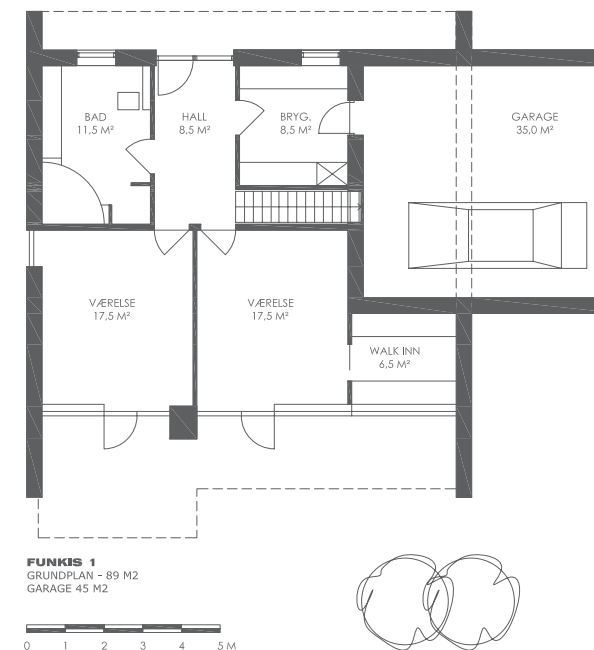 BAD
11,5 M²
HALL
8,5 M²
BRYG.
8,5 M²
GARAGE
35,0 M²
VÆRELSE
17,5 M²
VÆRELSE
17,5 M²
WALK INN
6,5 M²
FUNKIS 1
GRUNDPLAN - 89 M2
GARAGE 45 M2
0 1 2 3 4 5 M